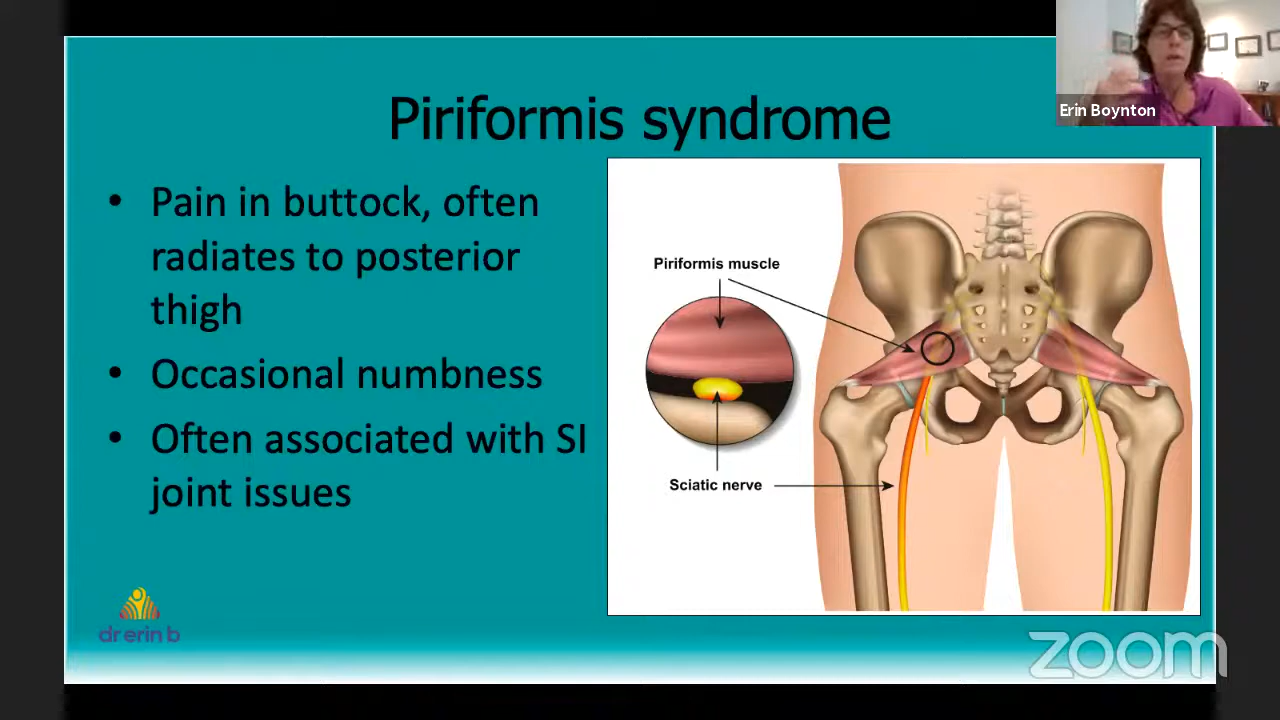 Erin Boynton
Piriformis syndrome
• Pain in buttock, often
radiates to posterior
thigh
• Occasional numbness
• Often associated with SI
joint issues
Piriformis muscle
Sciatic nerve
dr erin b
zoom